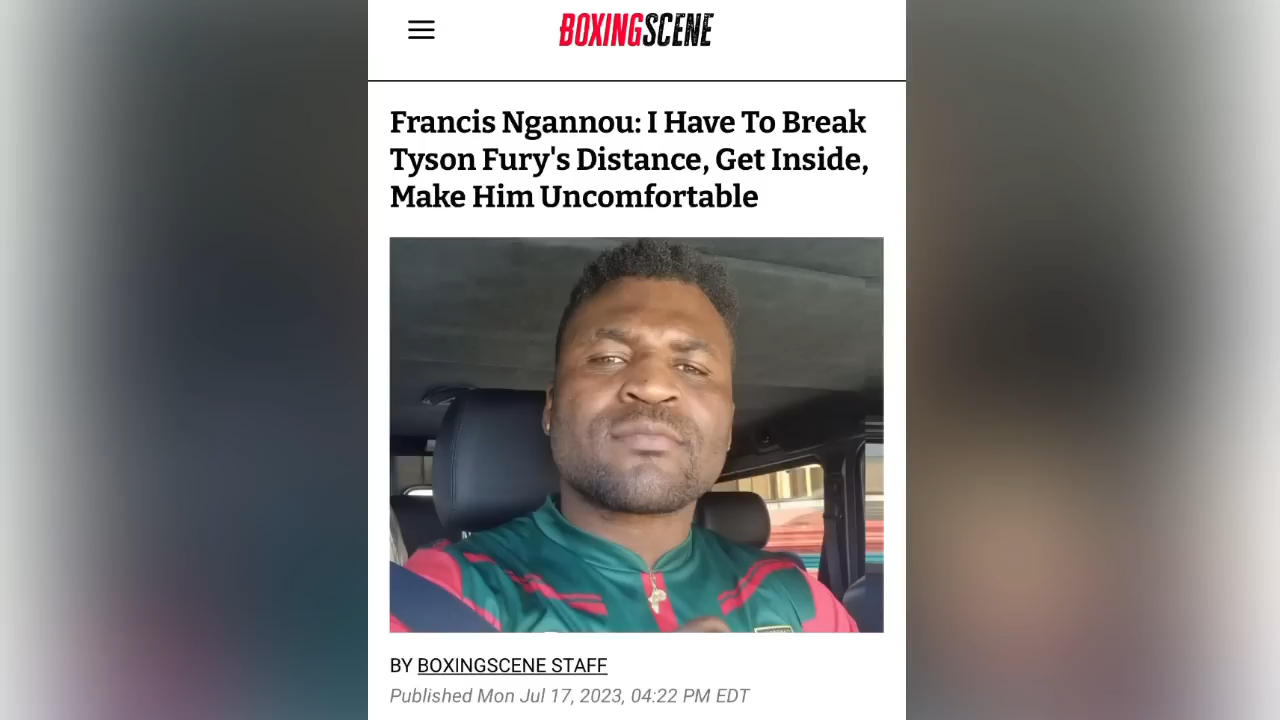 BOXINGSCENE
Francis Ngannou: I Have To Break
Tyson Fury's Distance, Get Inside,
Make Him Uncomfortable
BY BOXINGSCENE STAFF
Published Mon Jul 17, 2023, 04:22 PM EDT